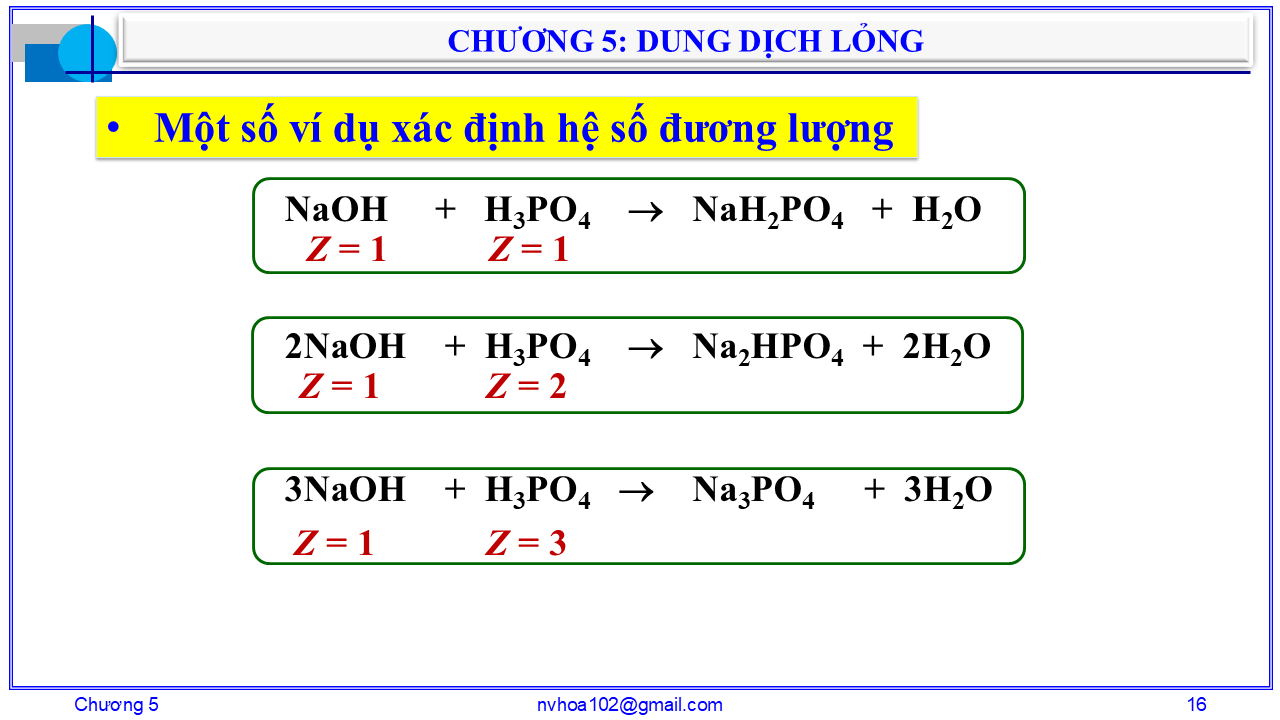 CHƯƠNG 5: DUNG DỊCH LỎNG
• Một số ví dụ xác định hệ số đương lượng
NaOH + H₃PO₄ → NaH₂PO₄ + H₂O
Z = 1 Z = 1
2NaOH + H₃PO₄ → Na₂HPO₄ + 2H₂O
Z = 1 Z = 2
3NaOH + H₃PO₄ → Na₃PO₄ + 3H₂O
Z = 1 Z = 3
Chương 5 nvhoa102@gmail.com 16